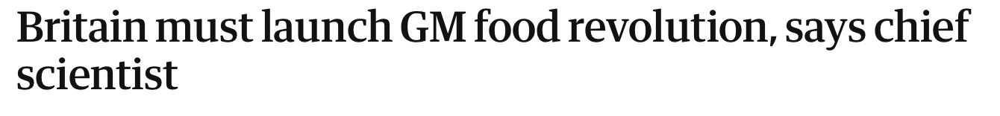 Britain must launch GM food revolution, says chief
scientist